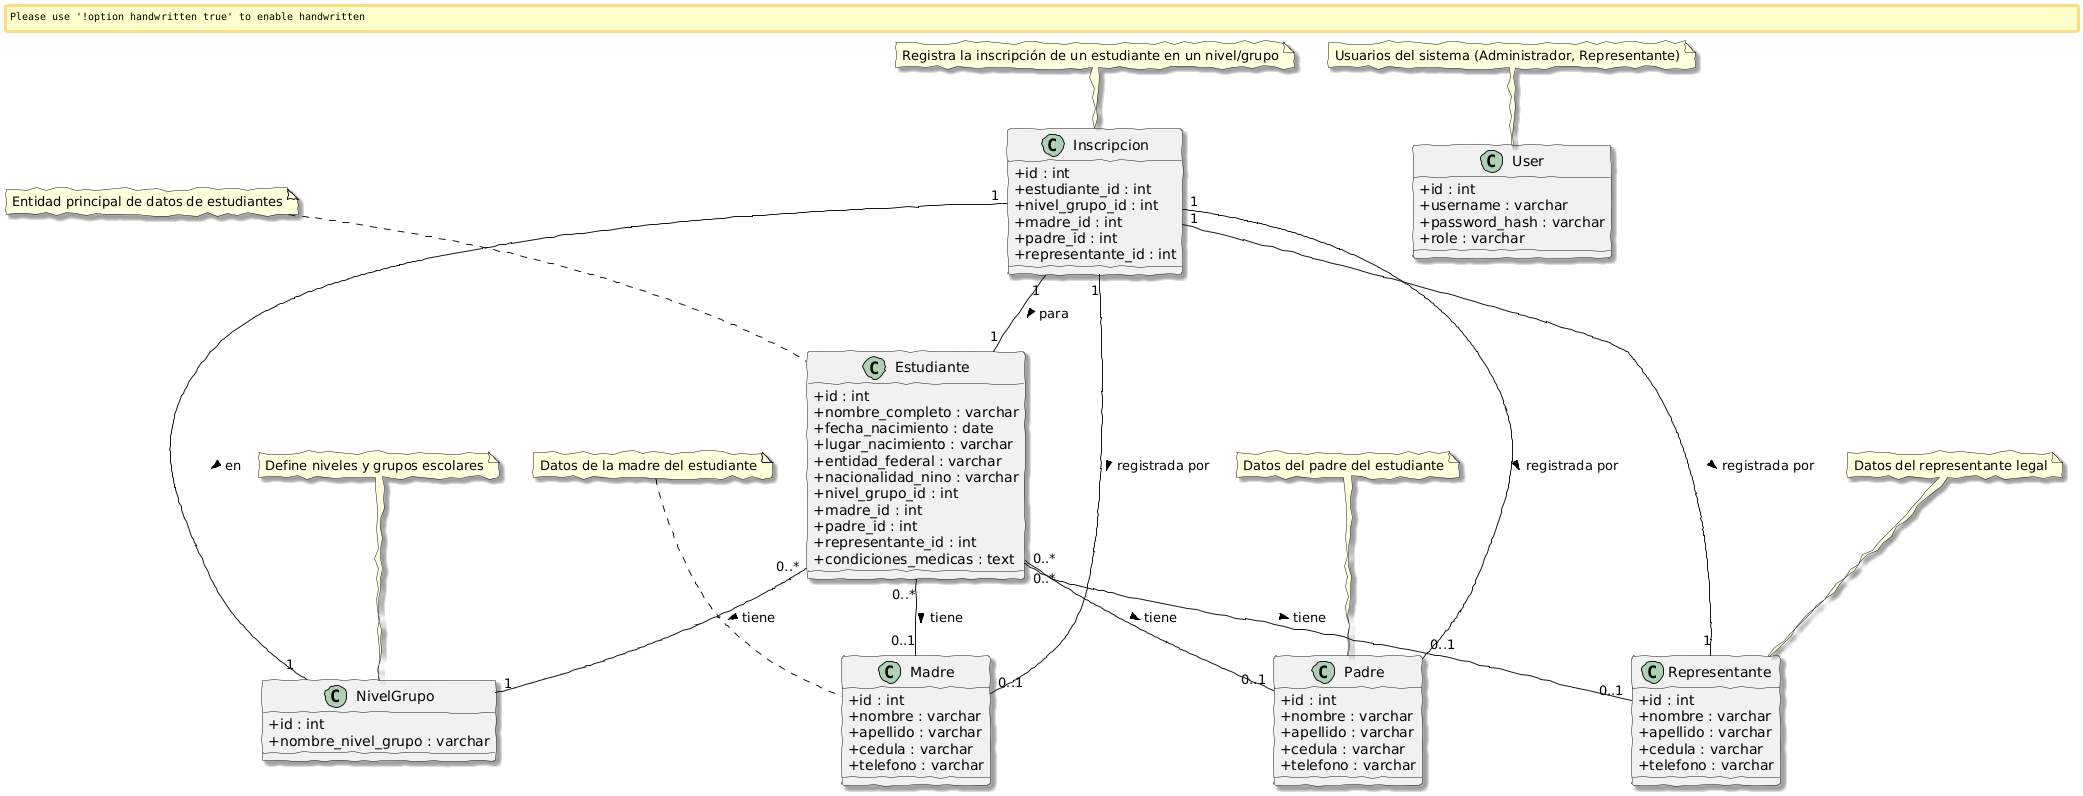 Please use '!option handwritten true' to enable handwritten
Registra la inscripción de un estudiante en un nivel/grupo
Usuarios del sistema (Administrador, Representante)
C Inscripcion
+id : int
+estudiante_id : int
+nivel_grupo_id : int
+madre_id : int
+padre_id : int
+representante_id : int
C User
+id : int
+username : varchar
+password_hash : varchar
+role : varchar
Entidad principal de datos de estudiantes
1
1
1
1
1
para
1
C Estudiante
+id : int
+nombre_completo : varchar
+fecha_nacimiento : date
+lugar_nacimiento : varchar
+entidad_federal : varchar
+nacionalidad_nino : varchar
+nivel_grupo_id : int
+madre_id : int
+padre_id : int
+representante_id : int
+condiciones_medicas : text
en
Define niveles y grupos escolares
Datos de la madre del estudiante
registrada por
Datos del padre del estudiante
registrada por
registrada por
Datos del representante legal
0..*
0..*
0..*
0..*
tiene
tiene
tiene
tiene
1
1
0..1
0..1
0..1
0..1
0..1
1
C NivelGrupo
+id : int
+nombre_nivel_grupo : varchar
C Madre
+id : int
+nombre : varchar
+apellido : varchar
+cedula : varchar
+telefono : varchar
C Padre
+id : int
+nombre : varchar
+apellido : varchar
+cedula : varchar
+telefono : varchar
C Representante
+id : int
+nombre : varchar
+apellido : varchar
+cedula : varchar
+telefono : varchar